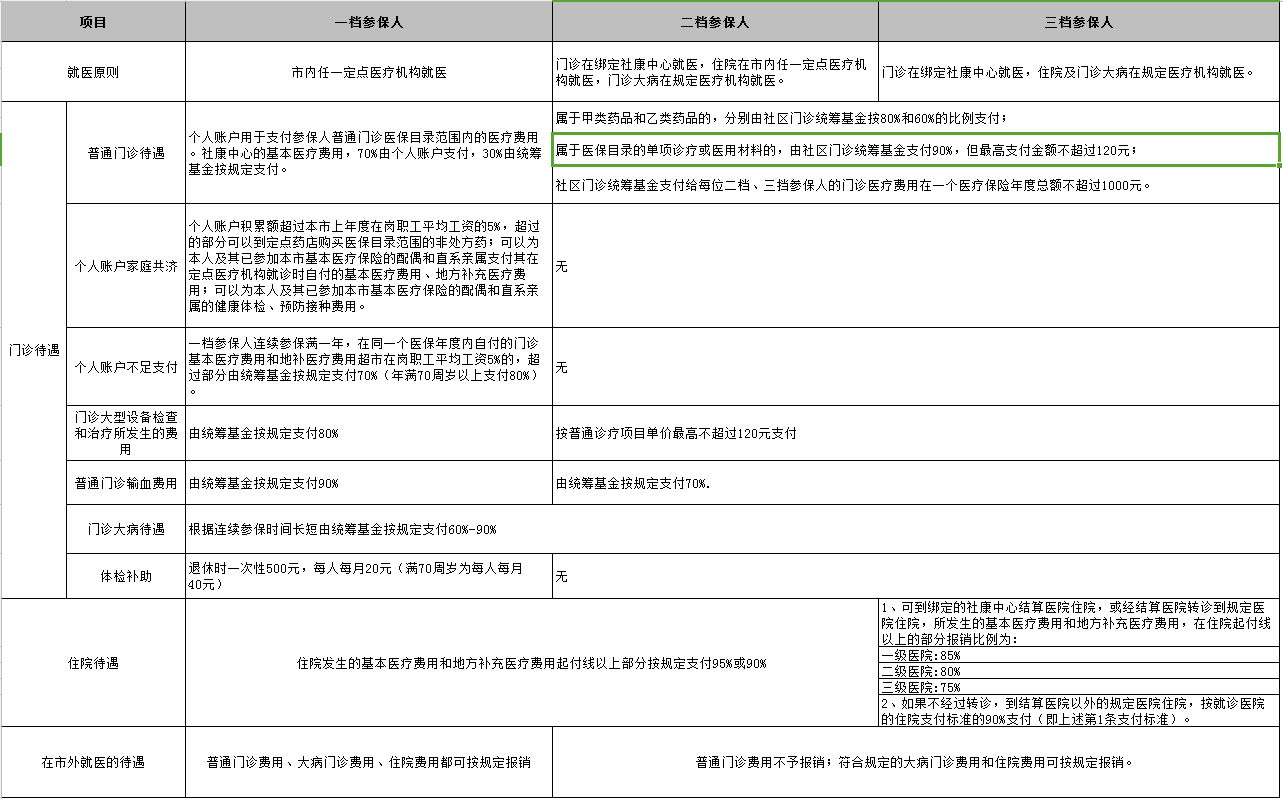 项目
一档参保人
二档参保人
三档参保人
就医原则
市内任一定点医疗机构就医
门诊在绑定社康中心就医，住院在市内任一定点医疗机
构就医，门诊大病在规定医疗机构就医。
门诊在绑定社康中心就医，住院及门诊大病在规定医疗机构就医。
门诊待遇
普通门诊待遇
个人账户用于支付参保人普通门诊医保目录范围内的医疗费用
。社康中心的基本医疗费用，70%由个人账户支付，30%由统筹
基金按规定支付。
属于甲类药品和乙类药品的，分别由社区门诊统筹基金按80%和60%的比例支付；
属于医保目录的单项诊疗或医用材料的，由社区门诊统筹基金支付90%，但最高支付金额不超过120元；
社区门诊统筹基金支付给每位二档、三档参保人的门诊医疗费用在一个医疗保险年度总额不超过1000元。
个人账户家庭共济
个人账户积累额超过本市上年度在岗职工平均工资的5%，超过
的部分可以到定点药店购买医保目录范围的非处方药；可以为
本人及其已参加本市基本医疗保险的配偶和直系亲属支付其在
定点医疗机构就诊时自付的基本医疗费用、地方补充医疗费
用；可以为本人及其已参加本市基本医疗保险的配偶和直系亲
属的健康体检、预防接种费用。
无
个人账户不足支付
一档参保人连续参保满一年，在同一个医保年度内自付的门诊
基本医疗费用和地补医疗费用超市在岗职工平均工资5%的，超
过部分由统筹基金按规定支付70%（年满70周岁以上支付80%）
。
无
门诊大型设备检查
和治疗所发生的费
用
由统筹基金按规定支付80%
按普通诊疗项目单价最高不超过120元支付
普通门诊输血费用
由统筹基金按规定支付90%
由统筹基金按规定支付70%.
门诊大病待遇
根据连续参保时间长短由统筹基金按规定支付60%-90%
体检补助
退休时一次性500元，每人每月20元（满70周岁为每人每月
40元）
无
住院待遇
住院发生的基本医疗费用和地方补充医疗费用起付线以上部分按规定支付95%或90%
1、可到绑定的社康中心结算医院住院，或经结算医院转诊到规定医
院住院，所发生的基本医疗费用和地方补充医疗费用，在住院起付线
以上的部分报销比例为：
一级医院:85%
二级医院:80%
三级医院:75%
2、如果不经过转诊，到结算医院以外的规定医院住院，按就诊医院
的住院支付标准的90%支付（即上述第1条支付标准）。
在市外就医的待遇
普通门诊费用、大病门诊费用、住院费用都可按规定报销
普通门诊费用不予报销；符合规定的大病门诊费用和住院费用可按规定报销。